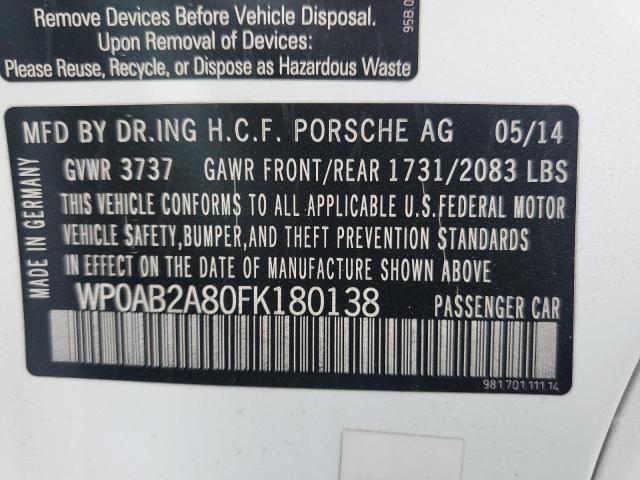 Remove Devices Before Vehicle Disposal.
Upon Removal of Devices:
Please Reuse, Recycle, or Dispose as Hazardous Waste
95B.0
MFD BY DR.ING H.C.F. PORSCHE AG 05/14
GVWR 3737 GAWR FRONT/REAR 1731/2083 LBS
THIS VEHICLE CONFORMS TO ALL APPLICABLE U.S.FEDERAL MOTOR
VEHICLE SAFETY,BUMPER,AND THEFT PREVENTION STANDARDS
IN EFFECT ON THE DATE OF MANUFACTURE SHOWN ABOVE
WP0AB2A80FK180138 PASSENGER CAR
MADE IN GERMANY
981.701.111.14